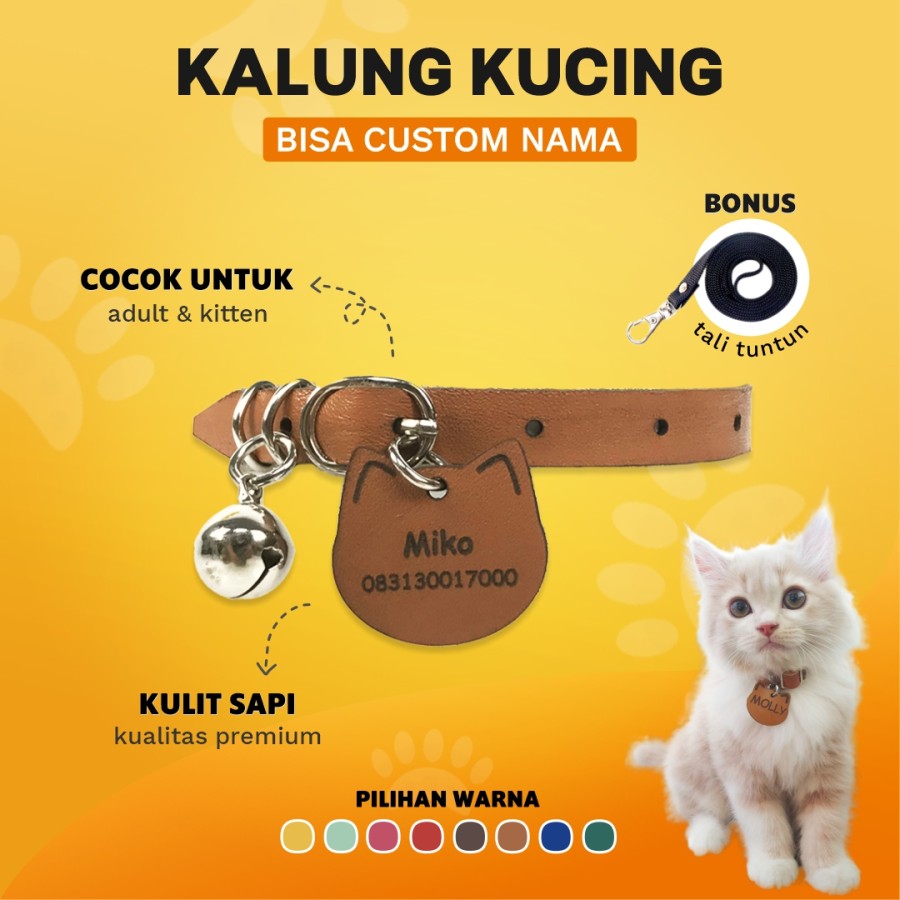 KALUNG KUCING
BISA CUSTOM NAMA
BONUS
tali tuntun
COCOK UNTUK
adult & kitten
Miko
083130017000
MOLLY
KULIT SAPI
kualitas premium
PILIHAN WARNA